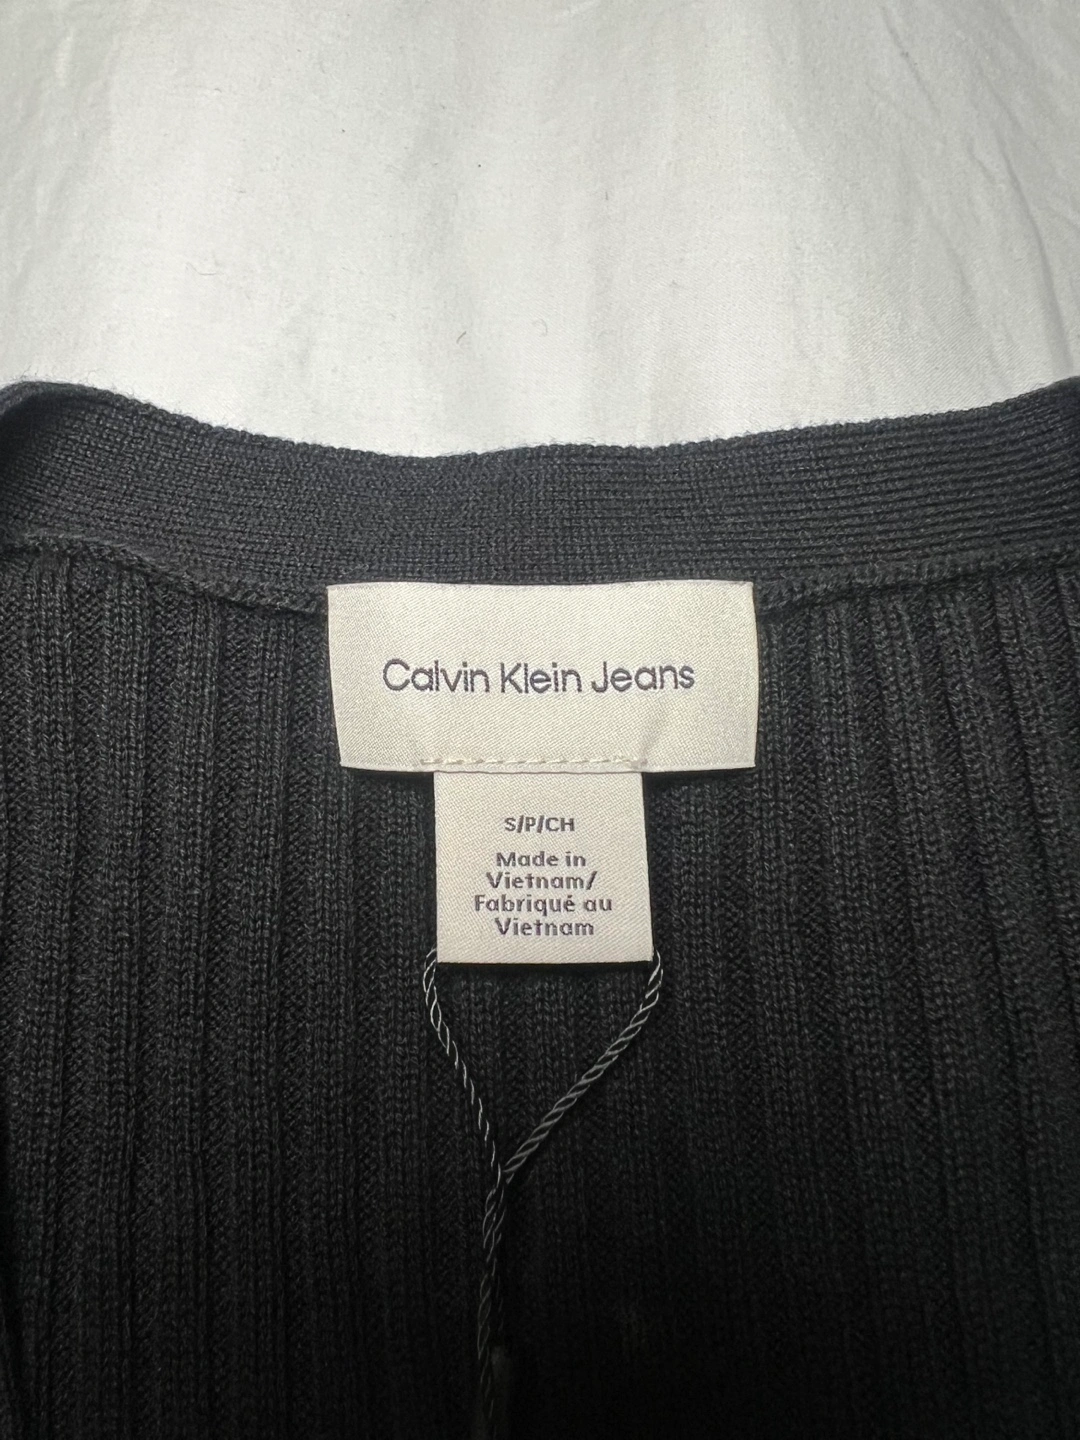 Calvin Klein Jeans
S/P/CH
Made in
Vietnam/
Fabriqué au
Vietnam